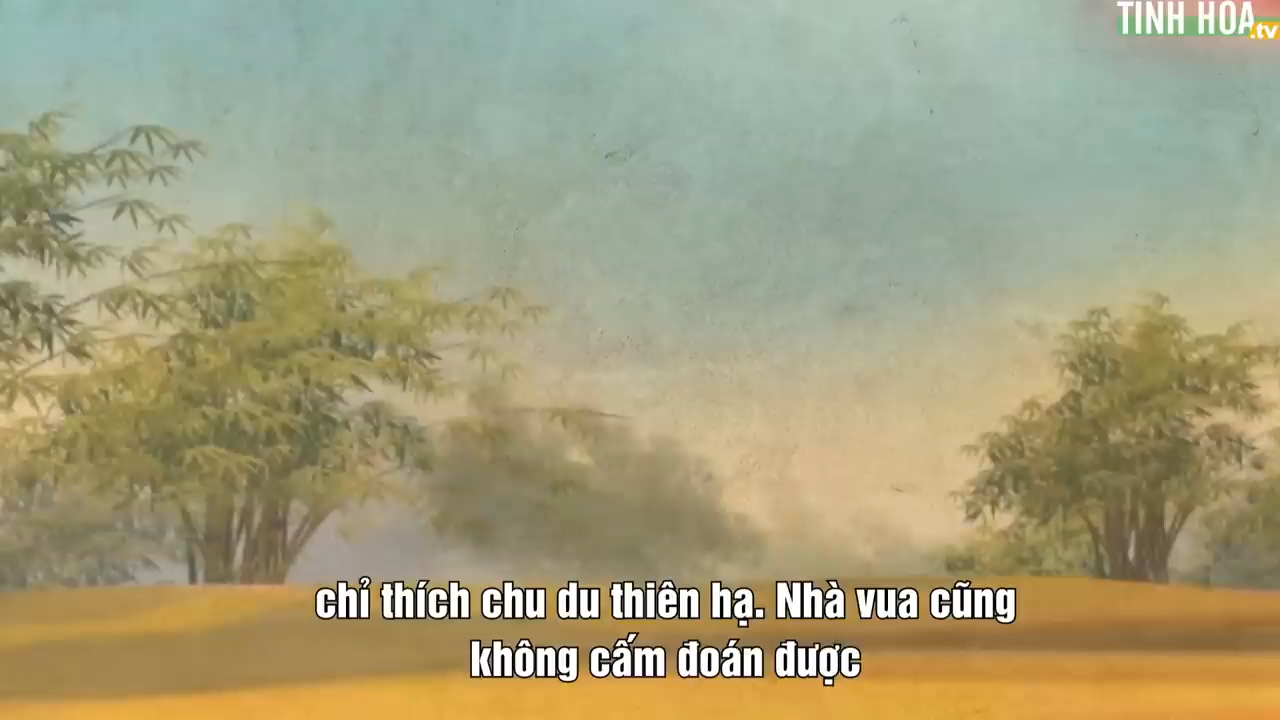 TINH HOA
.tv
chỉ thích chu du thiên hạ. Nhà vua cũng
không cấm đoán được